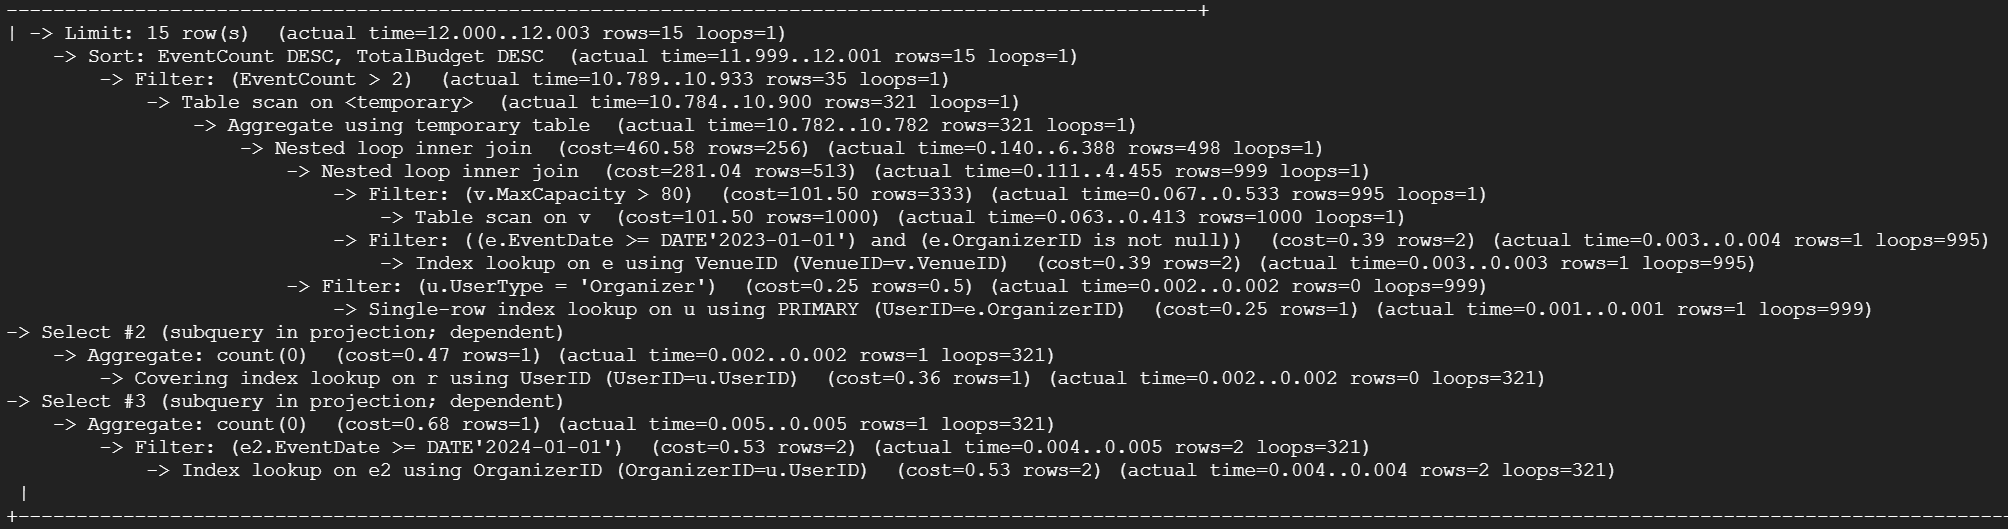 ---------------------------------------------------------------------------------------------------------+
| -> Limit: 15 row(s)  (actual time=12.000..12.003 rows=15 loops=1)
    -> Sort: EventCount DESC, TotalBudget DESC  (actual time=11.999..12.001 rows=15 loops=1)
        -> Filter: (EventCount > 2)  (actual time=10.789..10.933 rows=35 loops=1)
            -> Table scan on <temporary>  (actual time=10.784..10.900 rows=321 loops=1)
                -> Aggregate using temporary table  (actual time=10.782..10.782 rows=321 loops=1)
                    -> Nested loop inner join  (cost=460.58 rows=256) (actual time=0.140..6.388 rows=498 loops=1)
                        -> Nested loop inner join  (cost=281.04 rows=513) (actual time=0.111..4.455 rows=999 loops=1)
                            -> Filter: (v.MaxCapacity > 80)  (cost=101.50 rows=333) (actual time=0.067..0.533 rows=995 loops=1)
                                -> Table scan on v  (cost=101.50 rows=1000) (actual time=0.063..0.413 rows=1000 loops=1)
                            -> Filter: ((e.EventDate >= DATE'2023-01-01') and (e.OrganizerID is not null))  (cost=0.39 rows=2) (actual time=0.003..0.004 rows=1 loops=995)
                                -> Index lookup on e using VenueID (VenueID=v.VenueID)  (cost=0.39 rows=2) (actual time=0.003..0.003 rows=1 loops=995)
                        -> Filter: (u.UserType = 'Organizer')  (cost=0.25 rows=0.5) (actual time=0.002..0.002 rows=0 loops=999)
                            -> Single-row index lookup on u using PRIMARY (UserID=e.OrganizerID)  (cost=0.25 rows=1) (actual time=0.001..0.001 rows=1 loops=999)
-> Select #2 (subquery in projection; dependent)
    -> Aggregate: count(0)  (cost=0.47 rows=1) (actual time=0.002..0.002 rows=1 loops=321)
        -> Covering index lookup on r using UserID (UserID=u.UserID)  (cost=0.36 rows=1) (actual time=0.002..0.002 rows=0 loops=321)
-> Select #3 (subquery in projection; dependent)
    -> Aggregate: count(0)  (cost=0.68 rows=1) (actual time=0.005..0.005 rows=1 loops=321)
        -> Filter: (e2.EventDate >= DATE'2024-01-01')  (cost=0.53 rows=2) (actual time=0.004..0.005 rows=2 loops=321)
            -> Index lookup on e2 using OrganizerID (OrganizerID=u.UserID)  (cost=0.53 rows=2) (actual time=0.004..0.004 rows=2 loops=321)
 |
+---------------------------------------------------------------------------------------------------------